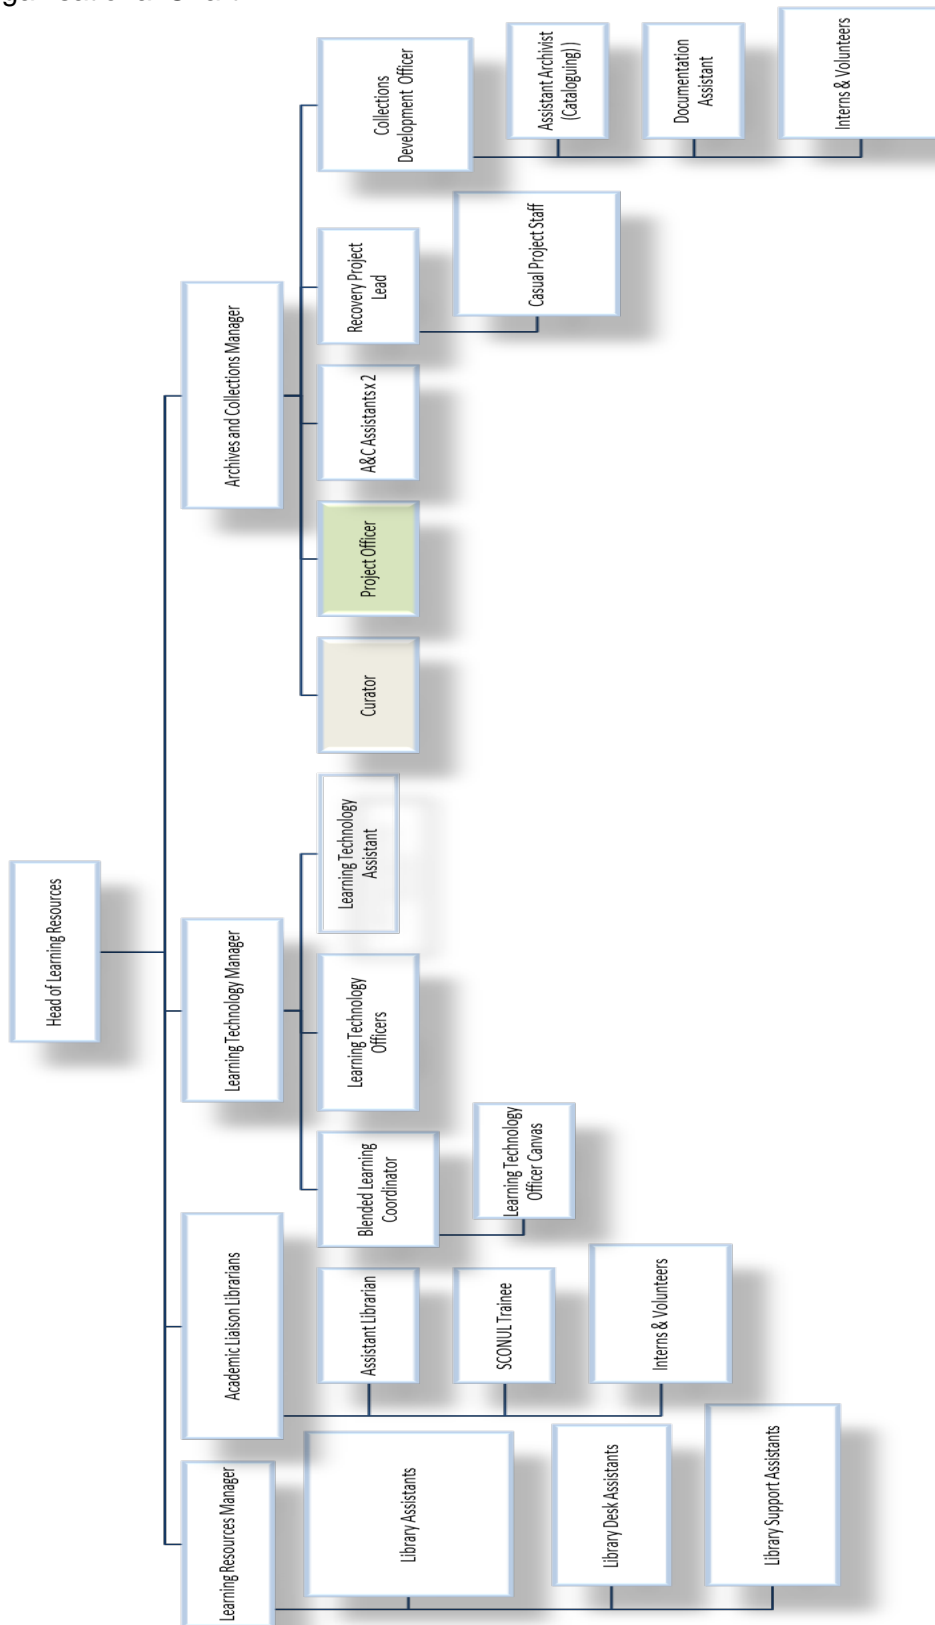 ganisational Chart
Head of Learning Resources
Learning Resources Manager
Academic Liaison Librarians
Learning Technology Manager
Archives and Collections Manager
Library Assistants
Library Desk Assistants
Library Support Assistants
Assistant Librarian
SCONUL Trainee
Interns & Volunteers
Blended Learning
Coordinator
Learning Technology
Officer Canvas
Learning Technology
Officers
Learning Technology
Assistant
Curator
Project Officer
A&C Assistants x 2
Recovery Project
Lead
Casual Project Staff
Collections
Development Officer
Assistant Archivist
(Cataloguing))
Documentation
Assistant
Interns & Volunteers